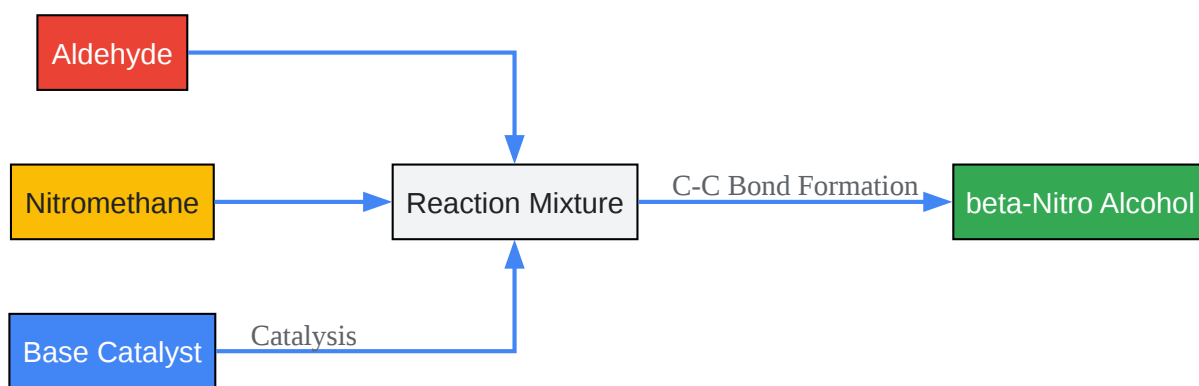 Aldehyde
Nitromethane
Reaction Mixture
C-C Bond Formation
beta-Nitro Alcohol
Base Catalyst
Catalysis